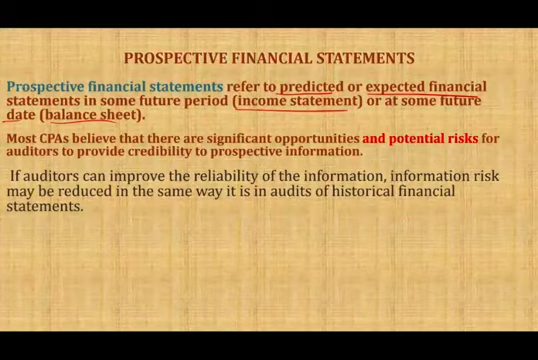 PROSPECTIVE FINANCIAL STATEMENTS
Prospective financial statements refer to predicted or expected financial
statements in some future period (income statement) or at some future
date (balance sheet).
Most CPAs believe that there are significant opportunities and potential risks for
auditors to provide credibility to prospective information.
If auditors can improve the reliability of the information, information risk
may be reduced in the same way it is in audits of historical financial
statements.